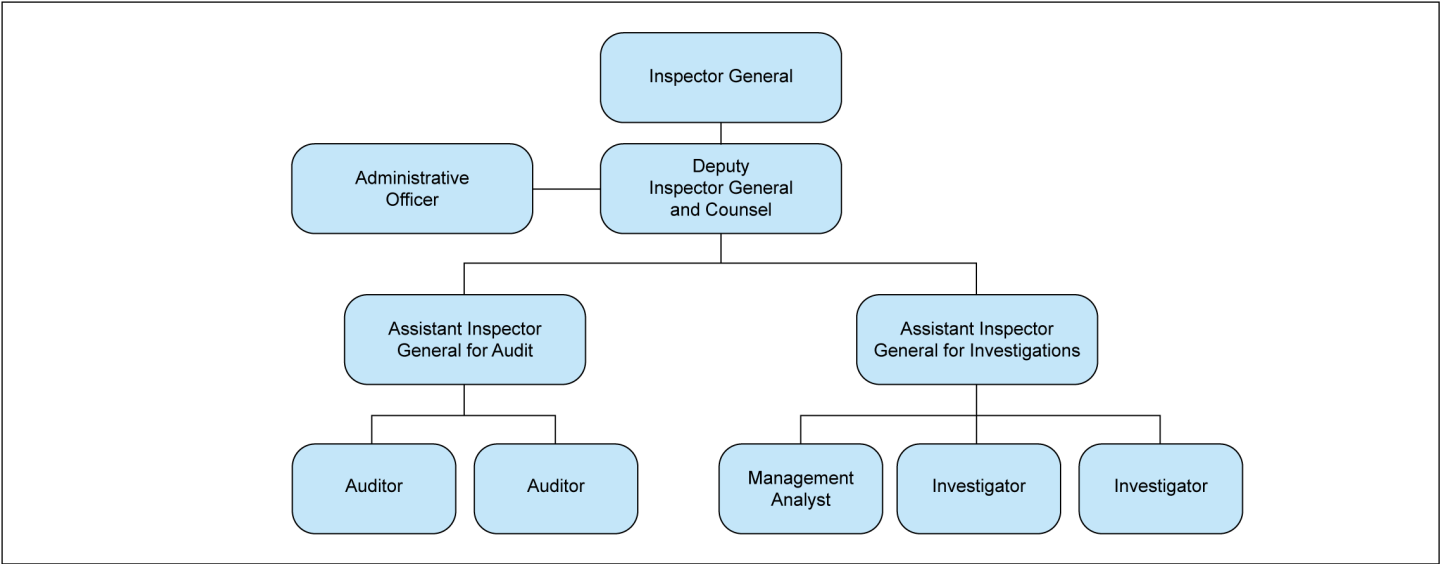 Inspector General
Administrative
Officer
Deputy
Inspector General
and Counsel
Assistant Inspector
General for Audit
Assistant Inspector
General for Investigations
Auditor
Auditor
Management
Analyst
Investigator
Investigator